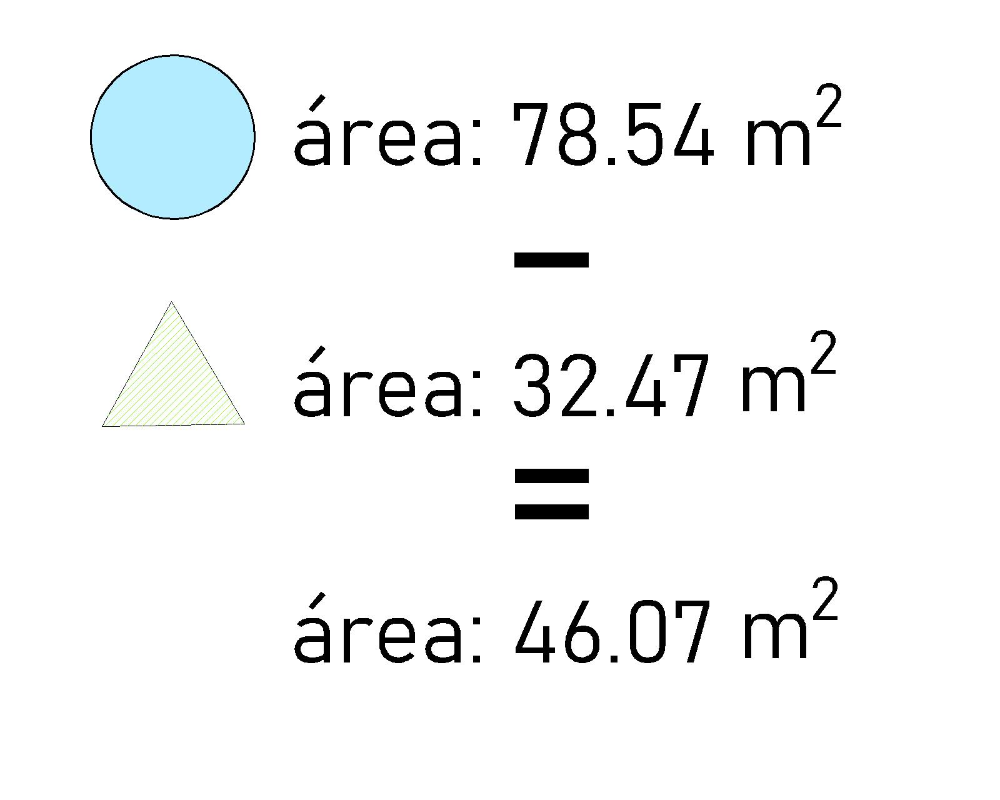 área: 78.54 m²
−
área: 32.47 m²
=
área: 46.07 m²